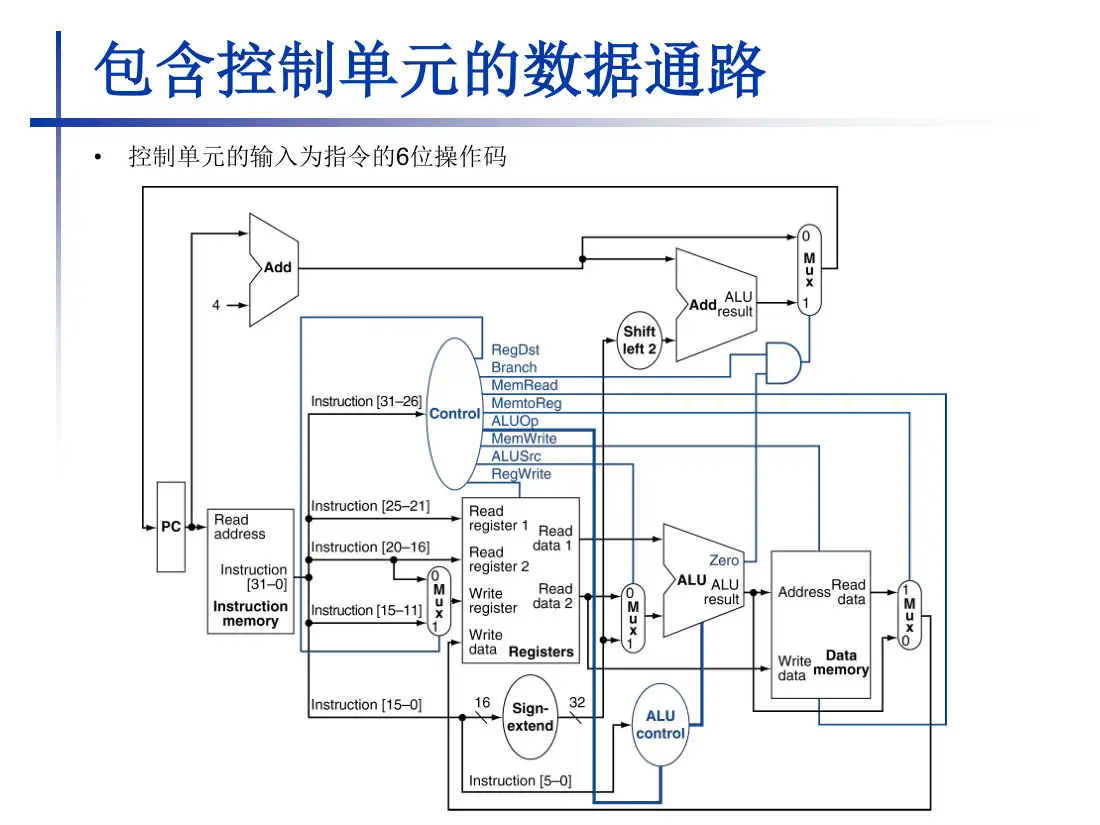 包含控制单元的数据通路
• 控制单元的输入为指令的6位操作码
Add
4
0
Mux
1
Add
ALU
result
Shift
left 2
RegDst
Branch
MemRead
MemtoReg
ALUOp
MemWrite
ALUSrc
RegWrite
Instruction [31–26]
Control
PC
Read
address
Instruction
[31–0]
Instruction
memory
Instruction [25–21]
Instruction [20–16]
Instruction [15–11]
Instruction [15–0]
0
Mux
1
Read
register 1
Read
register 2
Write
register
Write
data
Read
data 1
Read
data 2
Registers
0
Mux
1
Zero
ALU
ALU
result
Address
Read
data
Write
data
Data
memory
1
Mux
0
16
Sign-
extend
32
ALU
control
Instruction [5–0]